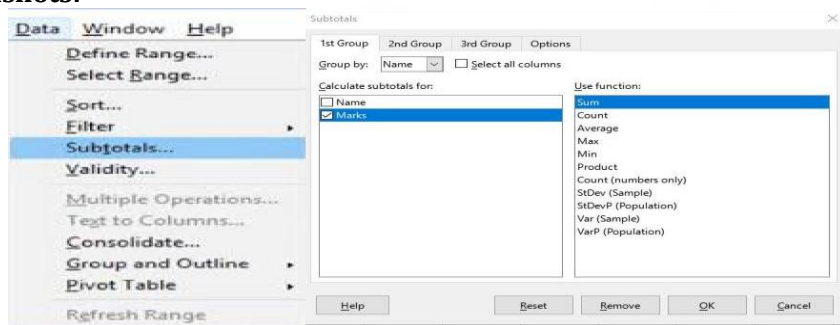 Data Window Help
Define Range...
Select Range...
Sort...
Filter
Subtotals...
Validity...
Multiple Operations...
Text to Columns...
Consolidate...
Group and Outline
Pivot Table
Refresh Range
Subtotals
1st Group 2nd Group 3rd Group Options
Group by: Name Select all columns
Calculate subtotals for:
Name
Marks
Use function:
Sum
Count
Average
Max
Min
Product
Count (numbers only)
StDev (Sample)
StDevP (Population)
Var (Sample)
VarP (Population)
Help Reset Remove OK Cancel